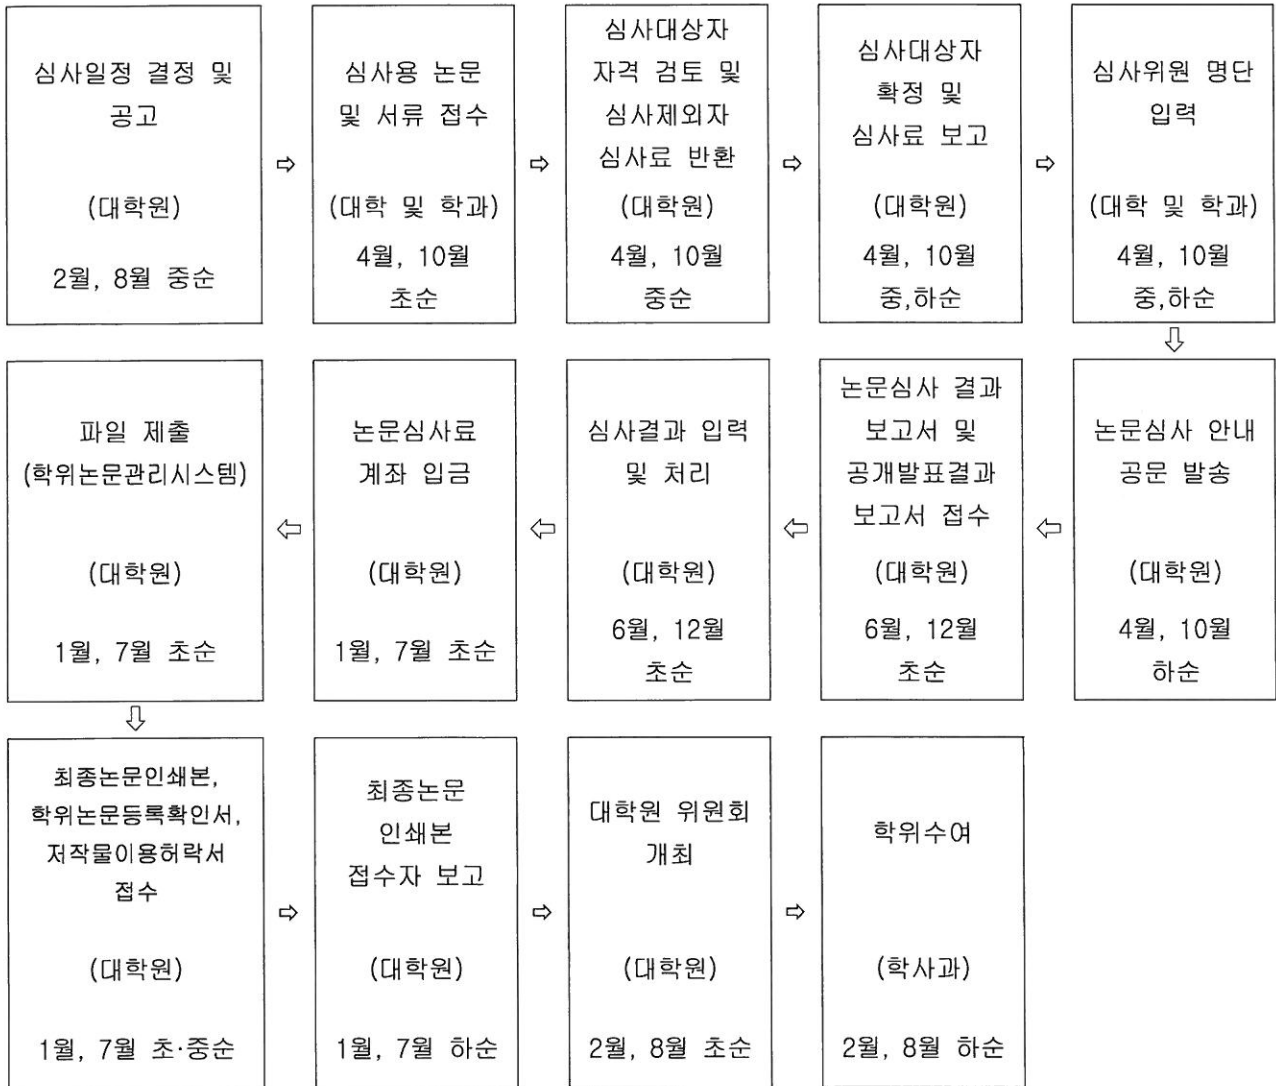 심사일정 결정 및
공고
(대학원)
2월, 8월 중순
⇨
심사용 논문
및 서류 접수
(대학 및 학과)
4월, 10월
초순
⇨
심사대상자
자격 검토 및
심사제외자
심사료 반환
(대학원)
4월, 10월
중순
⇨
심사대상자
확정 및
심사료 보고
(대학원)
4월, 10월
중,하순
⇨
심사위원 명단
입력
(대학 및 학과)
4월, 10월
중,하순
⇩
논문심사 안내
공문 발송
(대학원)
4월, 10월
하순
⇦
논문심사 결과
보고서 및
공개발표결과
보고서 접수
(대학원)
6월, 12월
초순
⇦
심사결과 입력
및 처리
(대학원)
6월, 12월
초순
⇦
논문심사료
계좌 입금
(대학원)
1월, 7월 초순
⇦
파일 제출
(학위논문관리시스템)
(대학원)
1월, 7월 초순
⇩
최종논문인쇄본,
학위논문등록확인서,
저작물이용허락서
접수
(대학원)
1월, 7월 초·중순
⇨
최종논문
인쇄본
접수자 보고
(대학원)
1월, 7월 하순
⇨
대학원 위원회
개최
(대학원)
2월, 8월 초순
⇨
학위수여
(학사과)
2월, 8월 하순